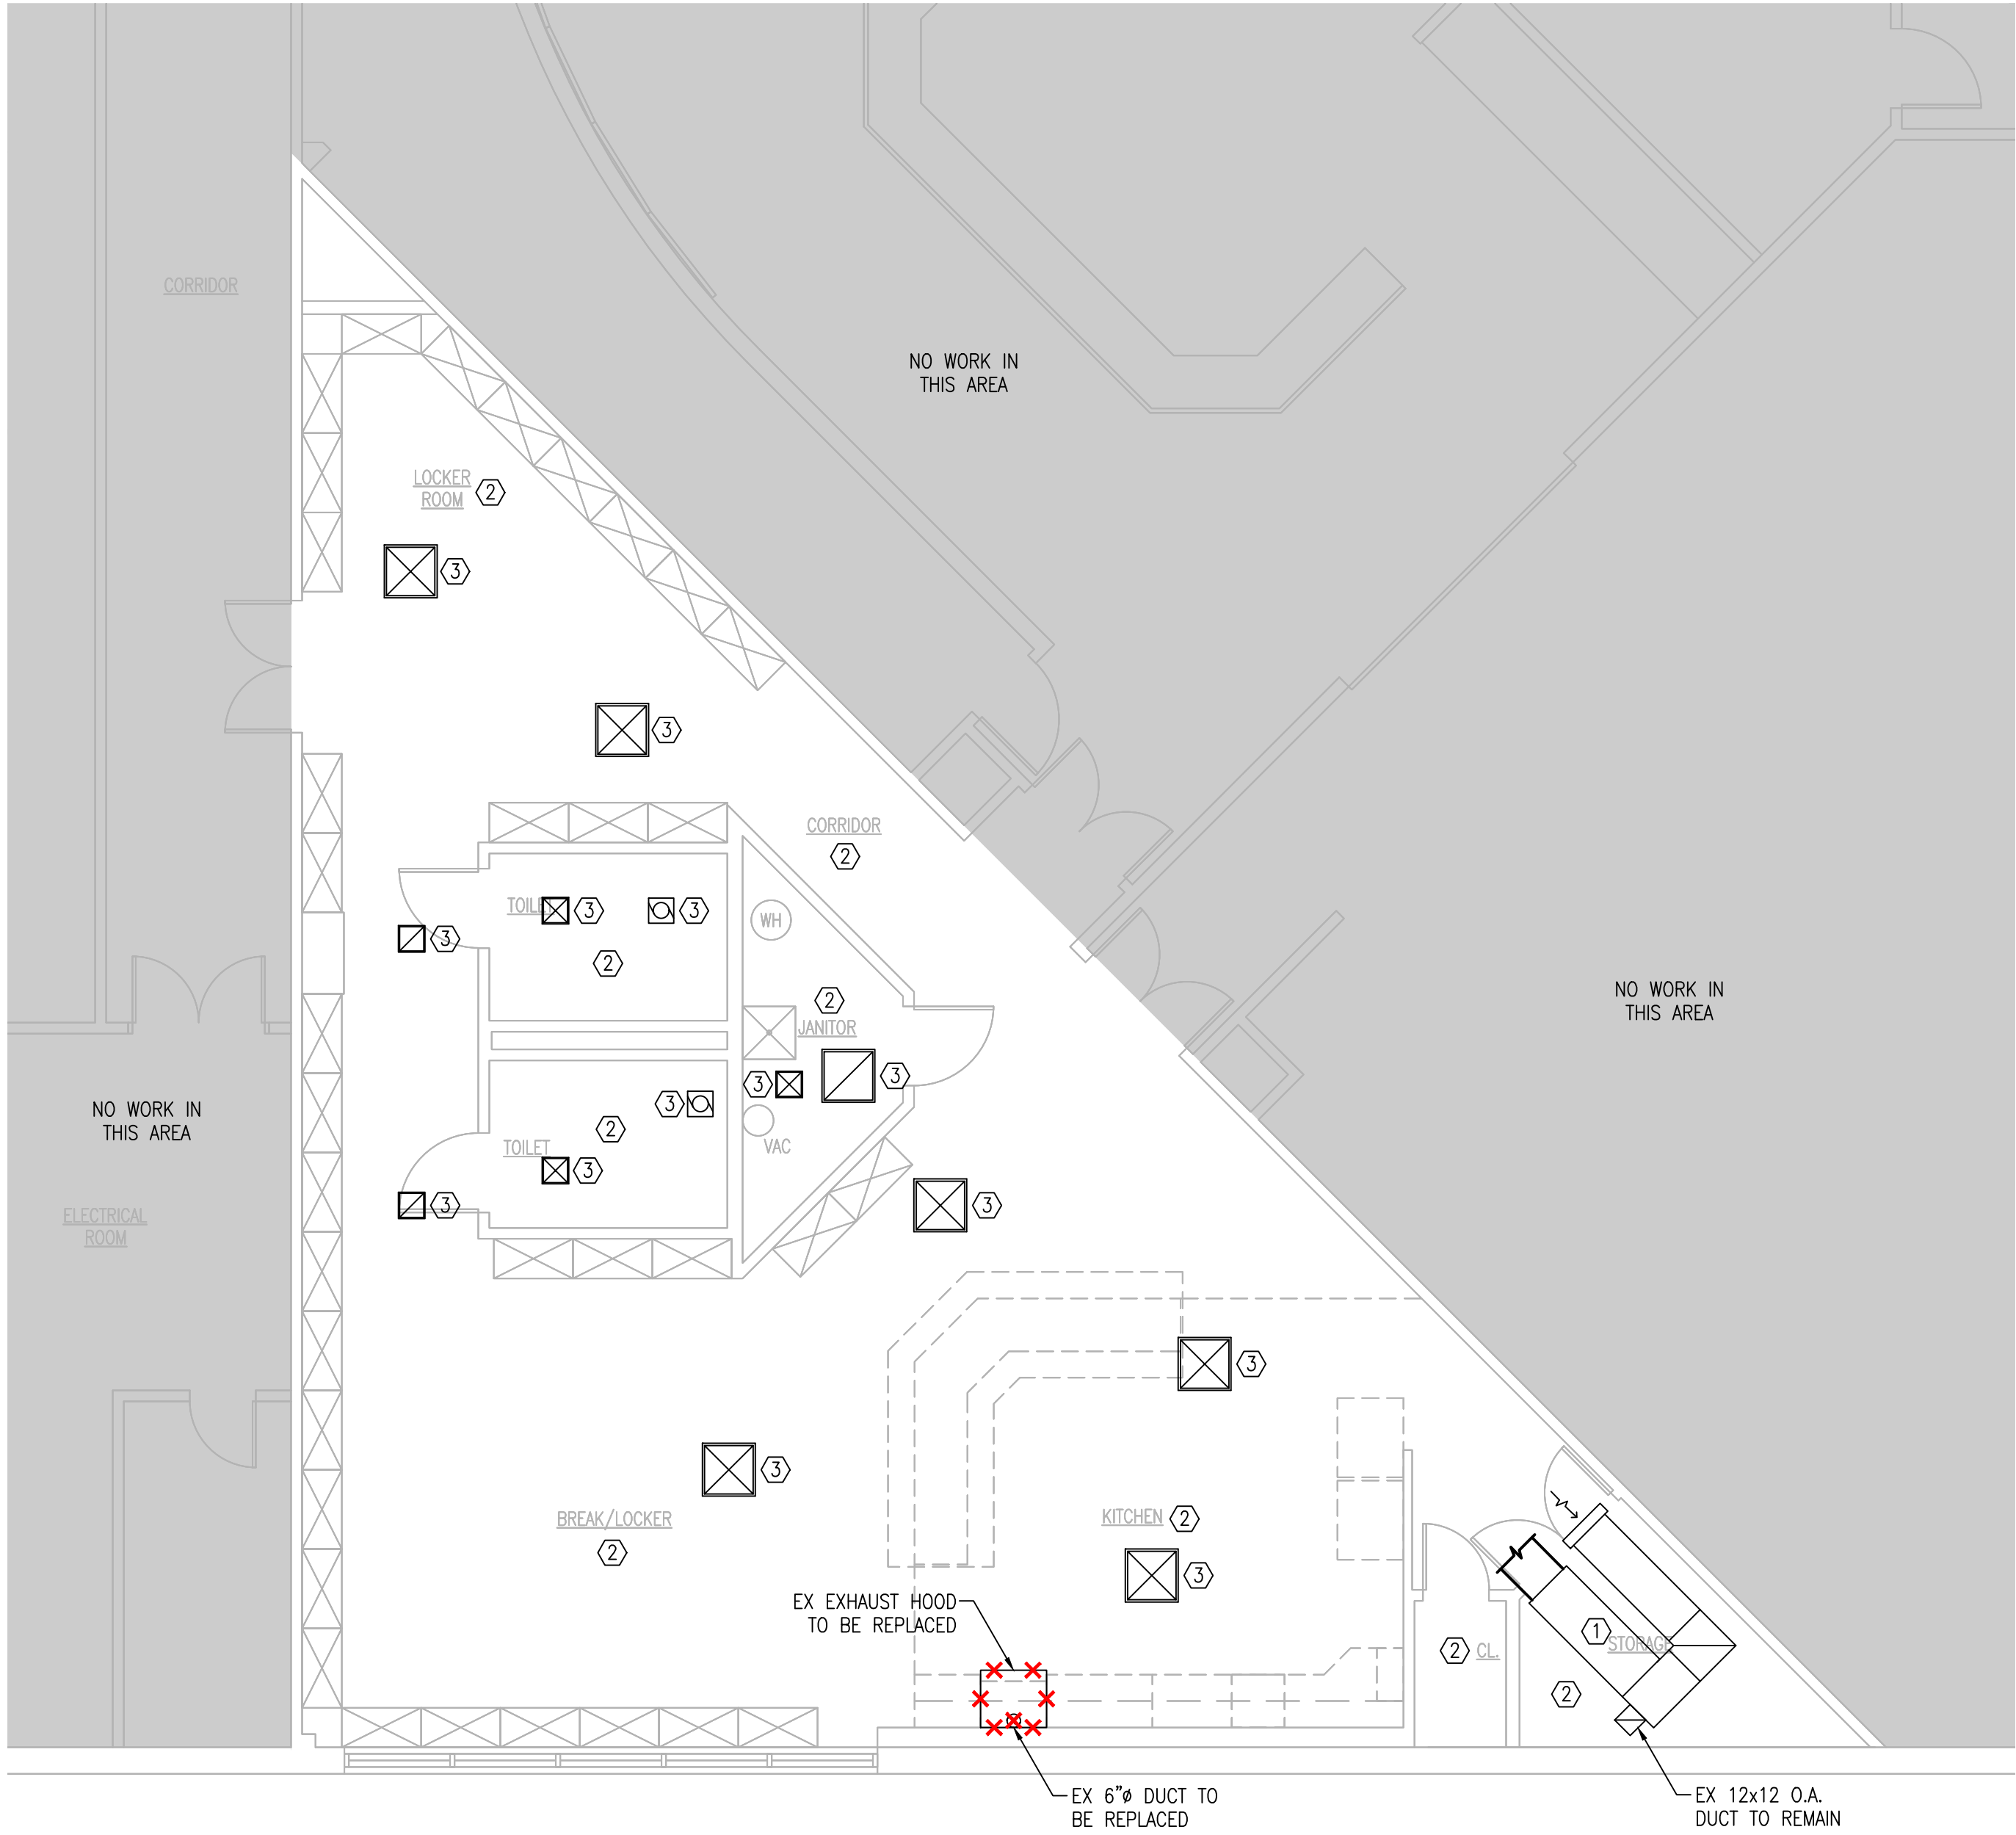 CORRIDOR
NO WORK IN
THIS AREA
LOCKER
ROOM
2
3
3
CORRIDOR
2
TOILET
3
3
WH
3
2
NO WORK IN
THIS AREA
2
JANITOR
3
3
3
2
NO WORK IN
THIS AREA
VAC
TOILET
3
3
3
ELECTRICAL
ROOM
3
3
BREAK/LOCKER
2
KITCHEN
2
3
EX EXHAUST HOOD
TO BE REPLACED
1
STORAGE
2
CL.
2
EX 6"ø DUCT TO
BE REPLACED
EX 12x12 O.A.
DUCT TO REMAIN